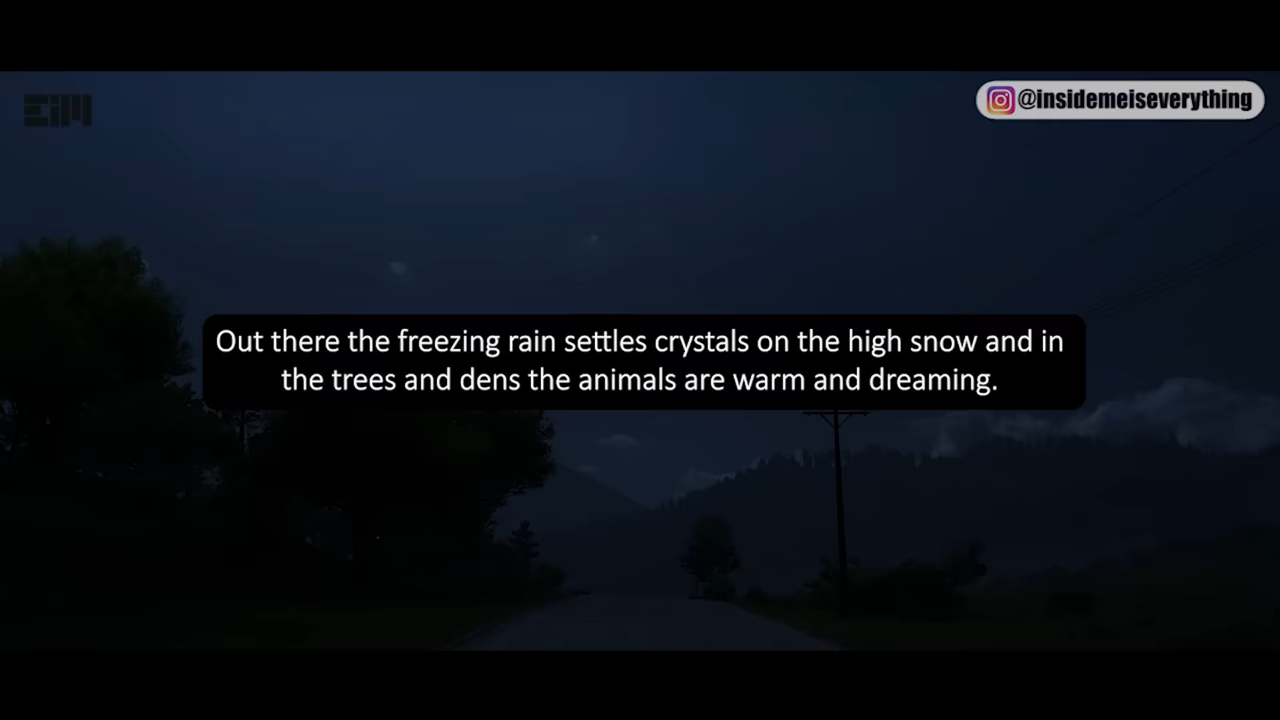 EiM
@insidemeiseverything
Out there the freezing rain settles crystals on the high snow and in
the trees and dens the animals are warm and dreaming.